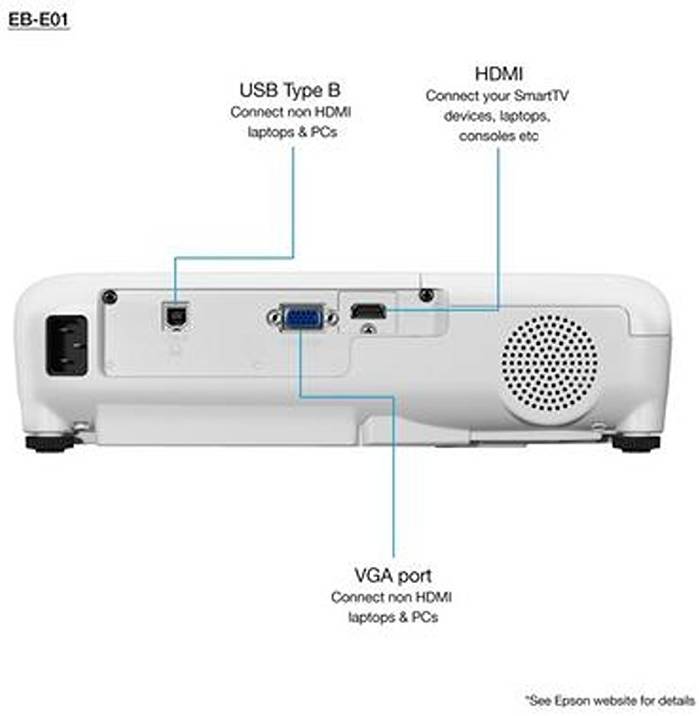 EB-E01
USB Type B
Connect non HDMI
laptops & PCs
HDMI
Connect your SmartTV
devices, laptops,
consoles etc
VGA port
Connect non HDMI
laptops & PCs
*See Epson website for details